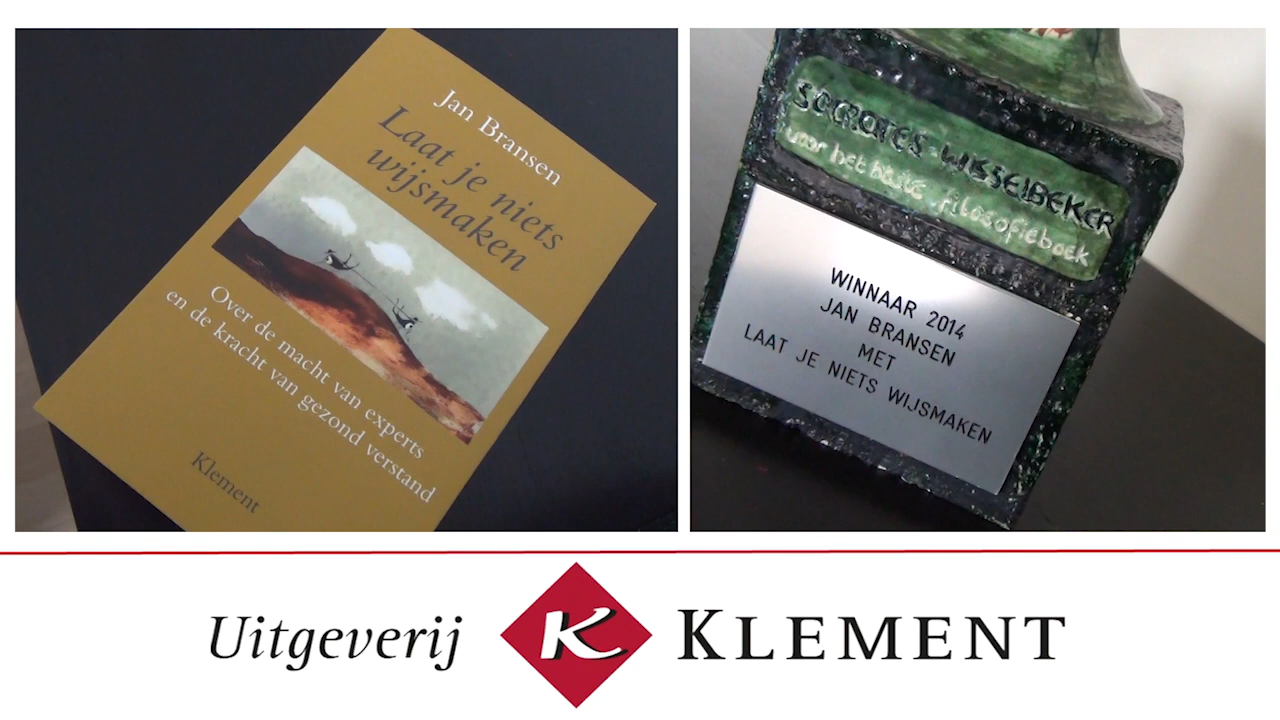 Jan Bransen
Laat je niets
wijsmaken
Over de macht van experts
en de kracht van gezond verstand
Klement
SOCRATES WISSELBEKER
voor het beste filosofieboek
WINNAAR 2014
JAN BRANSEN
MET
LAAT JE NIETS WIJSMAKEN
Uitgeverij K KLEMENT